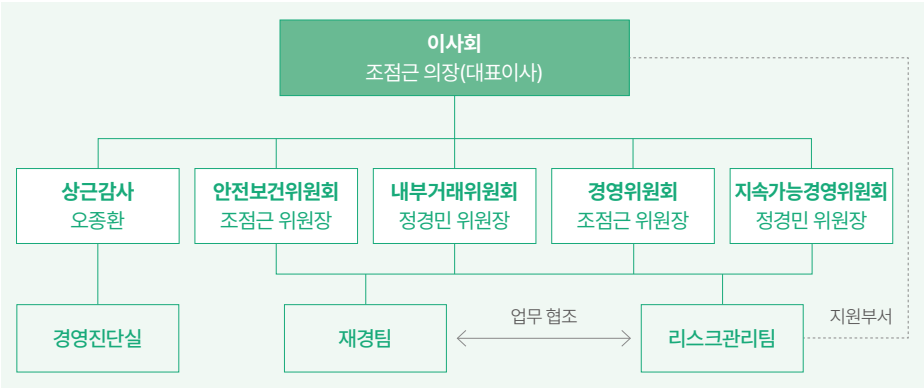 이사회
조점근 의장(대표이사)
상근감사
오종환
안전보건위원회
조점근 위원장
내부거래위원회
정경민 위원장
경영위원회
조점근 위원장
지속가능경영위원회
정경민 위원장
경영진단실
재경팀
업무 협조
리스크관리팀
지원부서